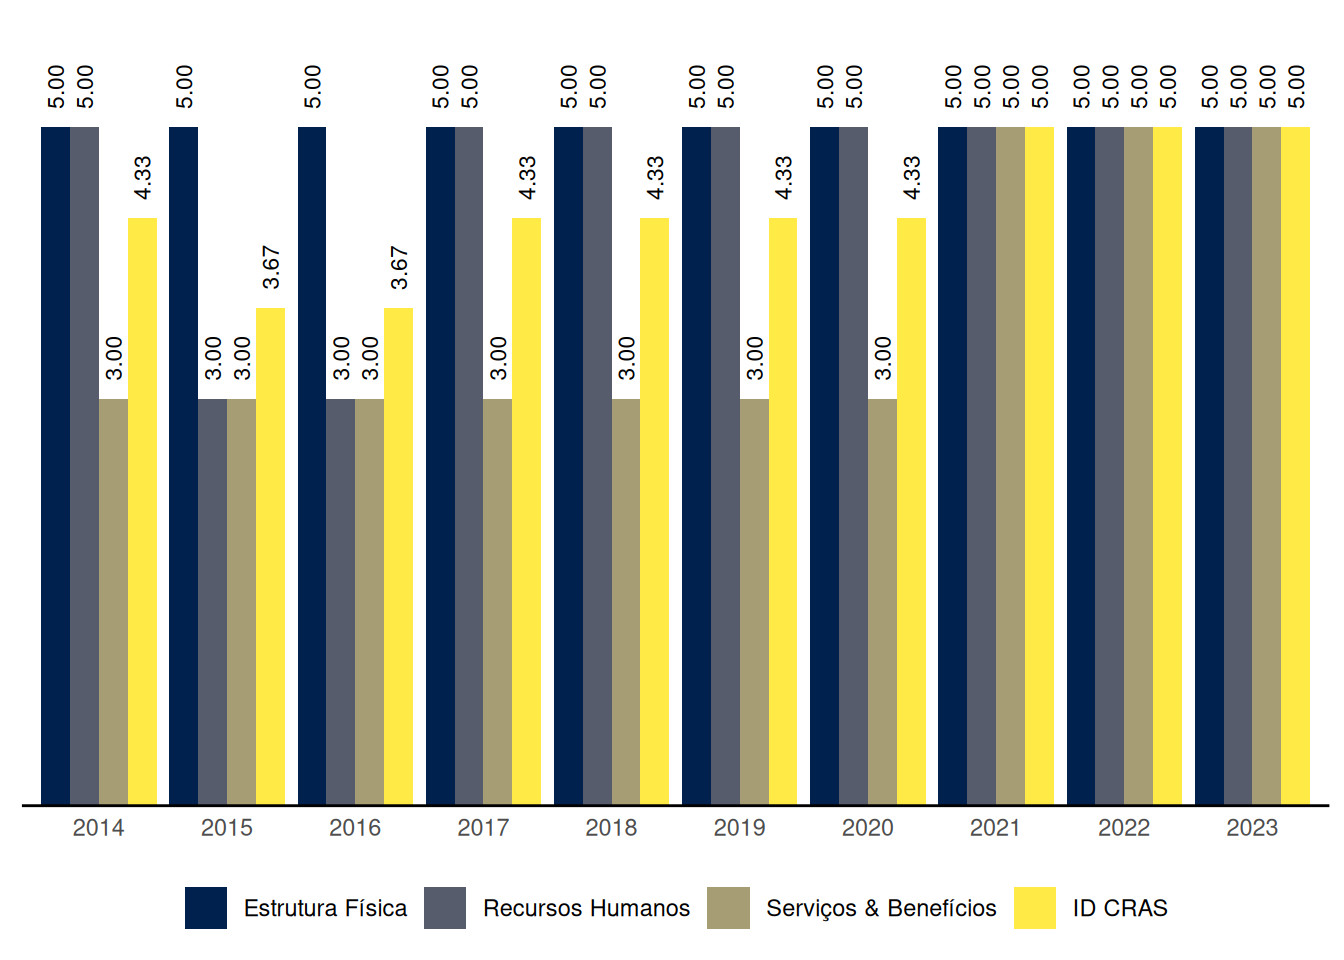 5.00 5.00 3.00 4.33 5.00 3.00 3.00 3.67 5.00 3.00 3.00 3.67 5.00 5.00 3.00 4.33 5.00 5.00 3.00 4.33 5.00 5.00 3.00 4.33 5.00 5.00 3.00 4.33 5.00 5.00 5.00 5.00 5.00 5.00 5.00 5.00 5.00 5.00 5.00 5.00
2014 2015 2016 2017 2018 2019 2020 2021 2022 2023
Estrutura Física Recursos Humanos Serviços & Benefícios ID CRAS